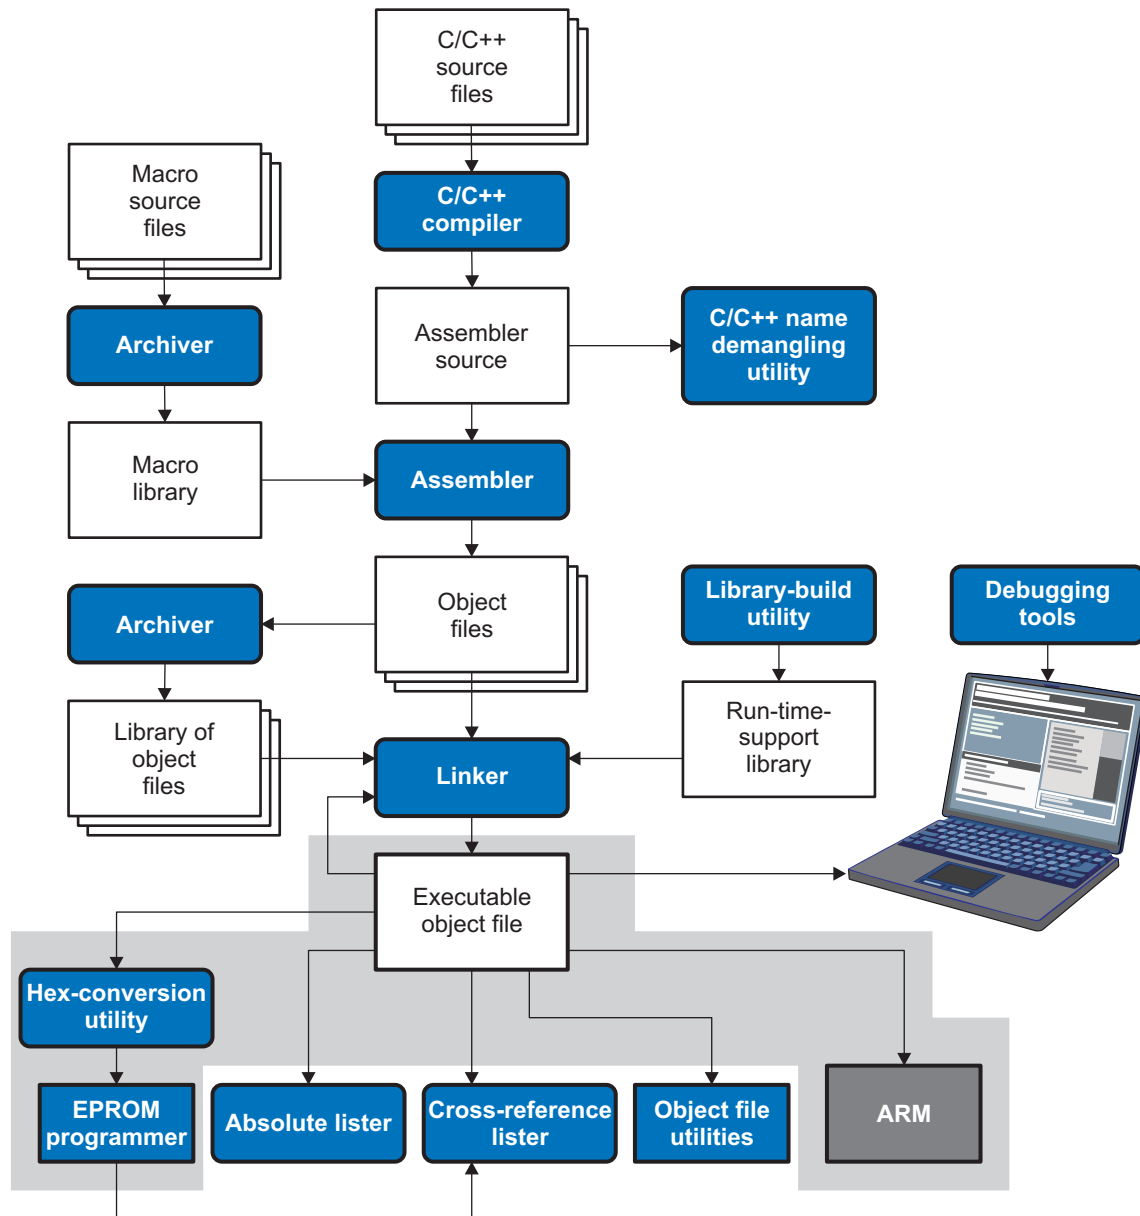 C/C++
source
files
Macro
source
files
C/C++
compiler
Archiver
Assembler
source
C/C++ name
demangling
utility
Macro
library
Assembler
Archiver
Object
files
Library-build
utility
Debugging
tools
Library of
object
files
Linker
Run-time-
support
library
Executable
object file
Hex-conversion
utility
EPROM
programmer
Absolute lister
Cross-reference
lister
Object file
utilities
ARM